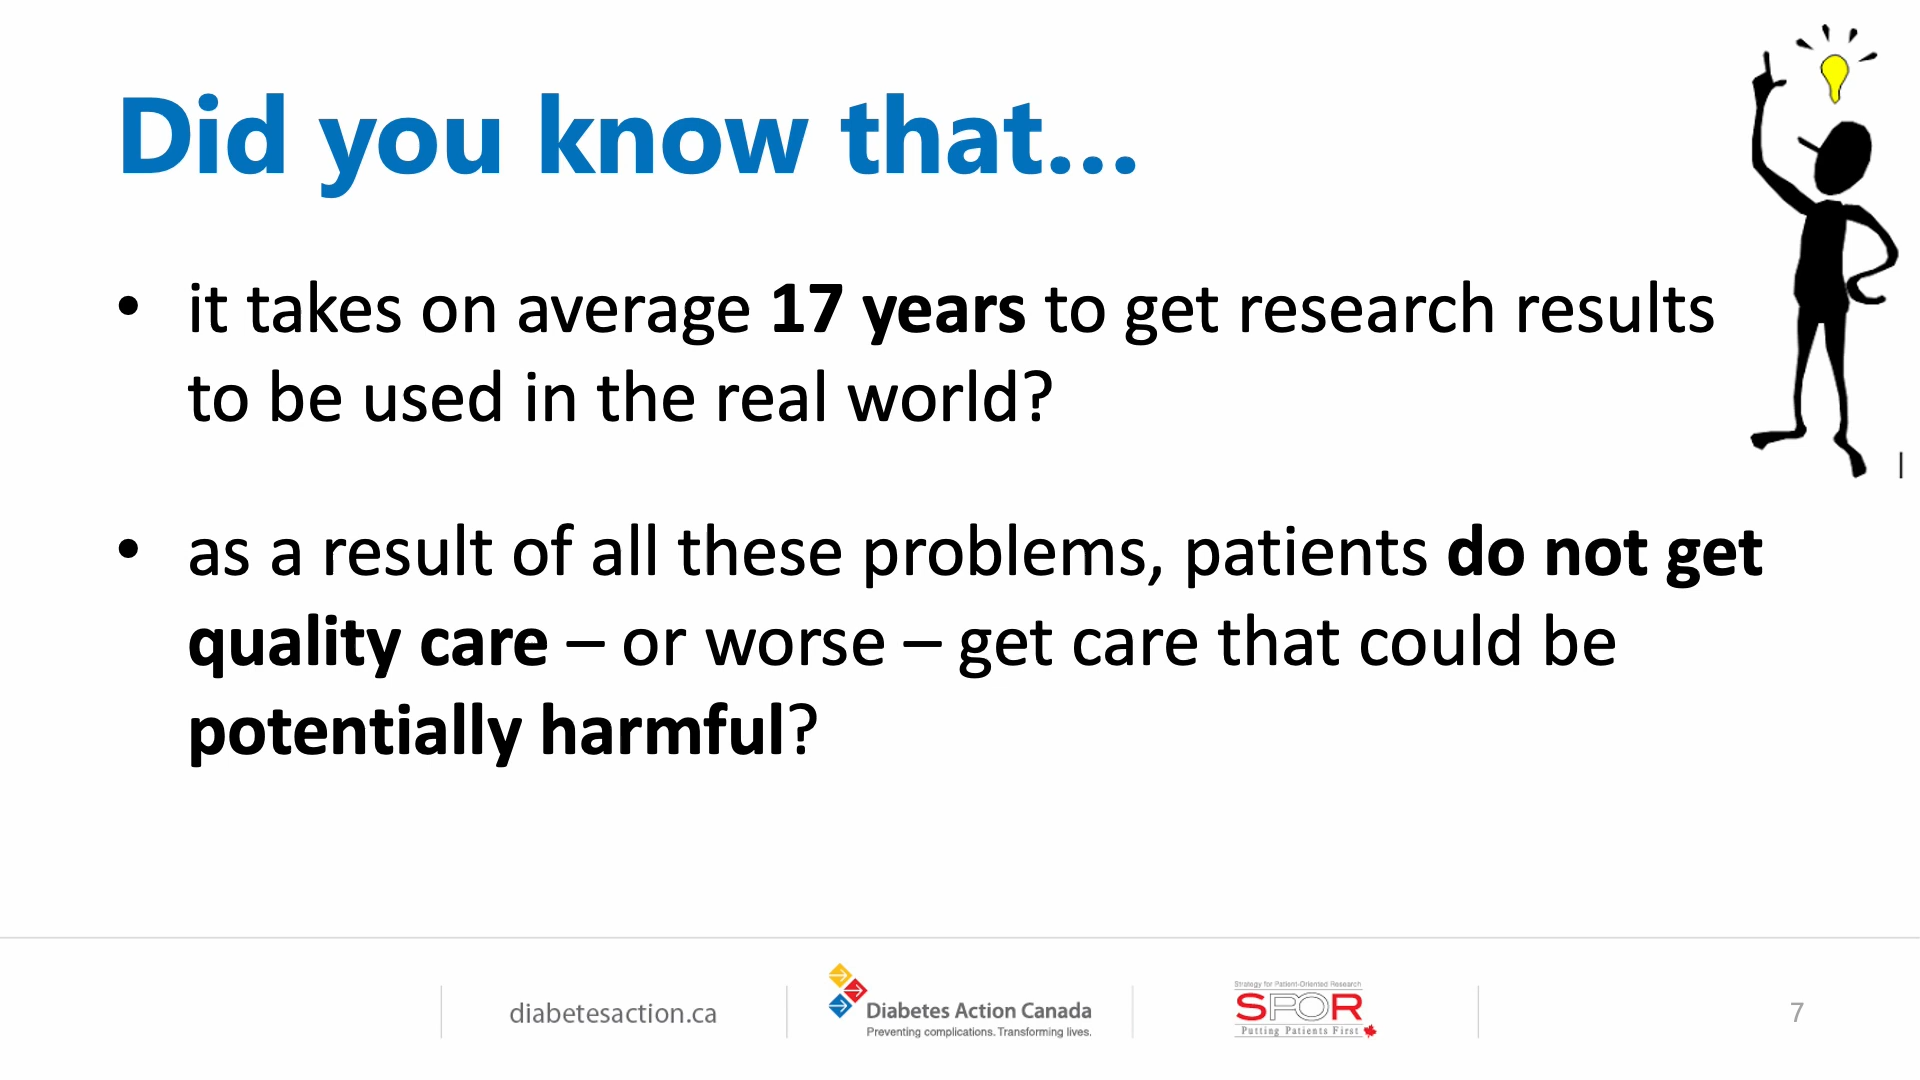 Did you know that...
• it takes on average 17 years to get research results
to be used in the real world?
• as a result of all these problems, patients do not get
quality care – or worse – get care that could be
potentially harmful?
diabetesaction.ca
Diabetes Action Canada
Preventing complications. Transforming lives.
Strategy for Patient-Oriented Research
SPOR
Putting Patients First
7